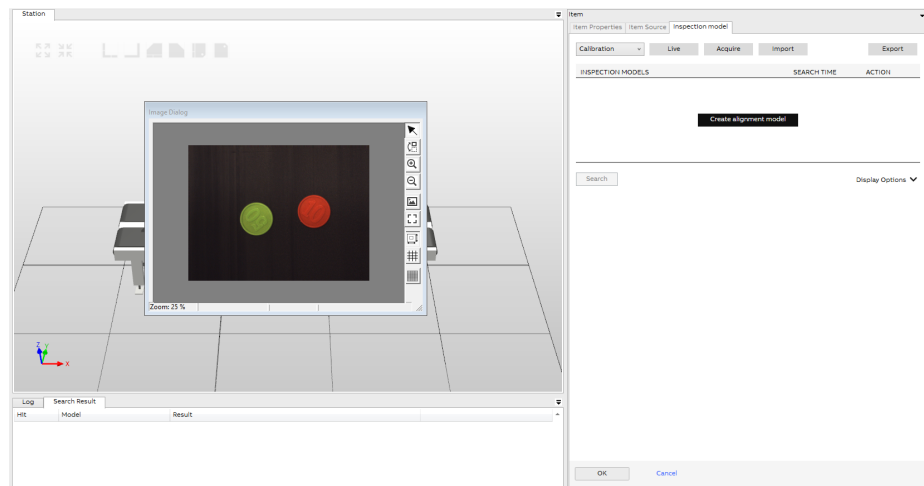 Station
Item
Item Properties Item Source Inspection model
Calibration Live Acquire Import Export
INSPECTION MODELS SEARCH TIME ACTION
Image Dialog
Create alignment model
Search Display Options
Zoom: 25 %
Z Y
X
Log Search Result
Hit Model Result
OK Cancel